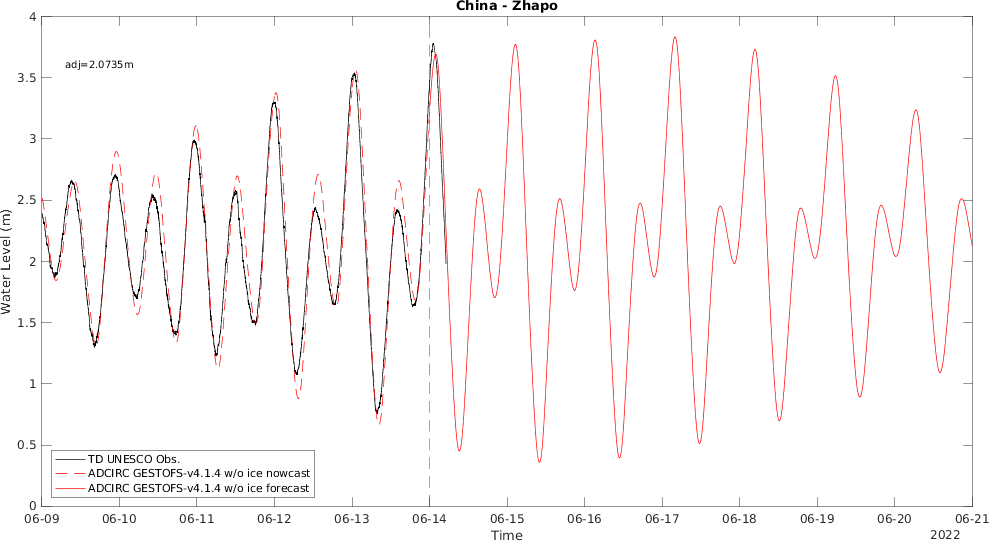 China - Zhapo
adj=2.0735m
Water Level (m)
4
3.5
3
2.5
2
1.5
1
0.5
0
TD UNESCO Obs.
ADCIRC GESTOFS-v4.1.4 w/o ice nowcast
ADCIRC GESTOFS-v4.1.4 w/o ice forecast
06-09 06-10 06-11 06-12 06-13 06-14 06-15 06-16 06-17 06-18 06-19 06-20 06-21
Time
2022